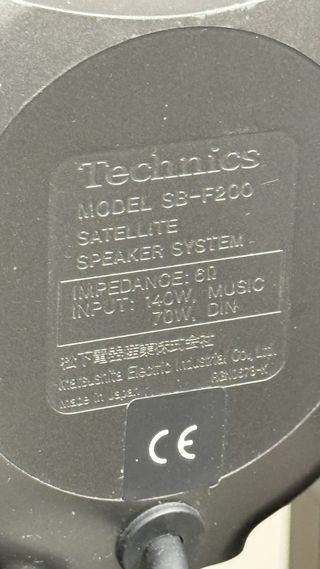 Technics
MODEL SB-F200
SATELLITE
SPEAKER SYSTEM
IMPEDANCE: 6Ω
INPUT: 140W, MUSIC
70W, DIN
松下電器産業株式会社
Matsushita Electric Industrial Co., Ltd.
Made in Japan
CE